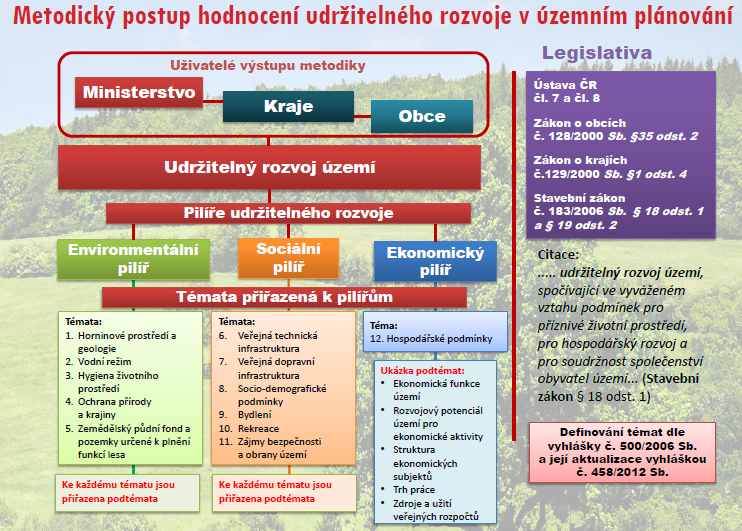 Metodický postup hodnocení udržitelného rozvoje v územním plánování
Uživatelé výstupu metodiky
Ministerstvo
Kraje
Obce
Udržitelný rozvoj území
Pilíře udržitelného rozvoje
Environmentální
pilíř
Sociální
pilíř
Ekonomický
pilíř
Témata přiřazená k pilířům
Témata:
1. Horninové prostředí a
geologie
2. Vodní režim
3. Hygiena životního
prostředí
4. Ochrana přírody
a krajiny
5. Zemědělský půdní fond a
pozemky určené k plnění
funkcí lesa
Ke každému tématu jsou
přiřazena podtémata
Témata:
6. Veřejná technická
infrastruktura
7. Veřejná dopravní
infrastruktura
8. Socio-demografické
podmínky
9. Bydlení
10. Rekreace
11. Zájmy bezpečnosti
a obrany území
Ke každému tématu jsou
přiřazena podtémata
Téma:
12. Hospodářské podmínky
Ukázka podtémat:
• Ekonomická funkce
území
• Rozvojový potenciál
území pro
ekonomické aktivity
• Struktura
ekonomických
subjektů
• Trh práce
• Zdroje a užití
veřejných rozpočtů
Legislativa
Ústava ČR
čl. 7 a čl. 8
Zákon o obcích
č. 128/2000 Sb. §35 odst. 2
Zákon o krajích
č.129/2000 Sb. §1 odst. 4
Stavební zákon
č. 183/2006 Sb. § 18 odst. 1
a § 19 odst. 2
Citace:
..... udržitelný rozvoj území,
spočívající ve vyváženém
vztahu podmínek pro
příznivé životní prostředí,
pro hospodářský rozvoj a
pro soudržnost společenství
obyvatel území... (Stavební
zákon § 18 odst. 1)
Definování témat dle
vyhlášky č. 500/2006 Sb.
a její aktualizace vyhláškou
č. 458/2012 Sb.